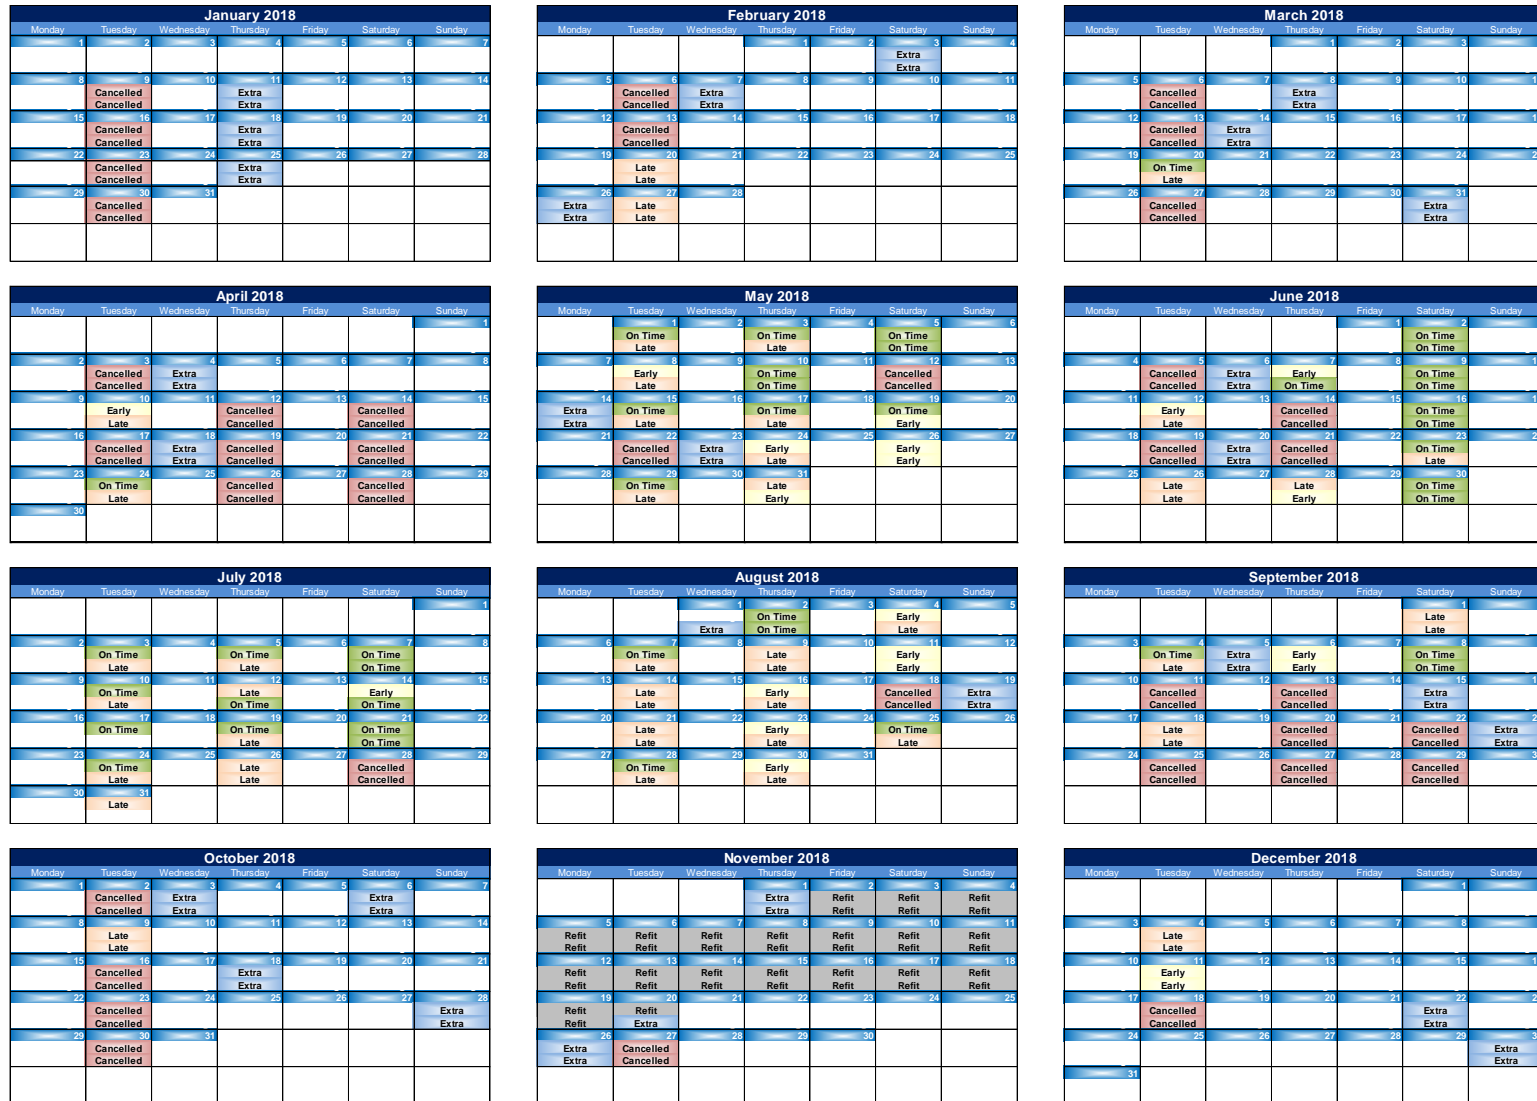 January 2018
Monday Tuesday Wednesday Thursday Friday Saturday Sunday
1 2 3 4 5 6 7
8 9 10 11 12 13 14
Cancelled Extra
Cancelled Extra
15 16 17 18 19 20 21
Cancelled Extra
Cancelled Extra
22 23 24 25 26 27 28
Cancelled Extra
Cancelled Extra
29 30 31
Cancelled
Cancelled
February 2018
Monday Tuesday Wednesday Thursday Friday Saturday Sunday
1 2 3 4
Extra
Extra
5 6 7 8 9 10 11
Cancelled Extra
Cancelled Extra
12 13 14 15 16 17 18
Cancelled
Cancelled
19 20 21 22 23 24 25
Late
Late
26 27 28
Extra Late
Extra Late
March 2018
Monday Tuesday Wednesday Thursday Friday Saturday Sunday
1 2 3
5 6 7 8 9 10
Cancelled Extra
Cancelled Extra
12 13 14 15 16 17
Cancelled Extra
Cancelled Extra
19 20 21 22 23 24
On Time
Late
26 27 28 29 30 31
Cancelled Extra
Cancelled Extra
April 2018
Monday Tuesday Wednesday Thursday Friday Saturday Sunday
1
2 3 4 5 6 7 8
Cancelled Extra
Cancelled Extra
9 10 11 12 13 14 15
Early Cancelled Cancelled
Late Cancelled Cancelled
16 17 18 19 20 21 22
Cancelled Extra Cancelled Cancelled
Cancelled Extra Cancelled Cancelled
23 24 25 26 27 28 29
On Time Cancelled Cancelled
Late Cancelled Cancelled
30
May 2018
Monday Tuesday Wednesday Thursday Friday Saturday Sunday
1 2 3 4 5 6
On Time On Time On Time
Late Late On Time
7 8 9 10 11 12 13
Early On Time Cancelled
Late On Time Cancelled
14 15 16 17 18 19 20
Extra On Time On Time On Time
Extra Late Late Early
21 22 23 24 25 26 27
Cancelled Extra Early Early
Cancelled Extra Late Early
28 29 30 31
On Time Late
Late Early
June 2018
Monday Tuesday Wednesday Thursday Friday Saturday Sunday
1 2
On Time
On Time
4 5 6 7 8 9
Cancelled Extra Early On Time
Cancelled Extra On Time On Time
11 12 13 14 15 16
Early Cancelled On Time
Late Cancelled On Time
18 19 20 21 22 23
Cancelled Extra Cancelled On Time
Cancelled Extra Cancelled Late
25 26 27 28 29 30
Late Late On Time
Late Early On Time
July 2018
Monday Tuesday Wednesday Thursday Friday Saturday Sunday
1
2 3 4 5 6 7 8
On Time On Time On Time
Late Late On Time
9 10 11 12 13 14 15
On Time Late Early
Late On Time On Time
16 17 18 19 20 21 22
On Time On Time On Time
Late On Time
23 24 25 26 27 28 29
On Time Late Cancelled
Late Late Cancelled
30 31
Late
August 2018
Monday Tuesday Wednesday Thursday Friday Saturday Sunday
1 2 3 4 5
On Time Early
Extra On Time Late
6 7 8 9 10 11 12
On Time Late Early
Late Late Early
13 14 15 16 17 18 19
Late Early Cancelled Extra
Late Late Cancelled Extra
20 21 22 23 24 25 26
Late Early On Time
Late Late Late
27 28 29 30 31
On Time Early
Late Late
September 2018
Monday Tuesday Wednesday Thursday Friday Saturday Sunday
1
Late
Late
3 4 5 6 7 8
On Time Extra Early On Time
Late Extra Early On Time
10 11 12 13 14 15
Cancelled Cancelled Extra
Cancelled Cancelled Extra
17 18 19 20 21 22
Late Cancelled Cancelled Extra
Late Cancelled Cancelled Extra
24 25 26 27 28 29
Cancelled Cancelled Cancelled
Cancelled Cancelled Cancelled
October 2018
Monday Tuesday Wednesday Thursday Friday Saturday Sunday
1 2 3 4 5 6 7
Cancelled Extra Extra
Cancelled Extra Extra
8 9 10 11 12 13 14
Late
Late
15 16 17 18 19 20 21
Cancelled Extra
Cancelled Extra
22 23 24 25 26 27 28
Cancelled Extra
Cancelled Extra
29 30 31
Cancelled
Cancelled
November 2018
Monday Tuesday Wednesday Thursday Friday Saturday Sunday
1 2 3 4
Extra Refit Refit Refit
Extra Refit Refit Refit
5 6 7 8 9 10 11
Refit Refit Refit Refit Refit Refit Refit
Refit Refit Refit Refit Refit Refit Refit
12 13 14 15 16 17 18
Refit Refit Refit Refit Refit Refit Refit
Refit Refit Refit Refit Refit Refit Refit
19 20 21 22 23 24 25
Refit Refit
Refit Extra
26 27 28 29 30
Extra Cancelled
Extra Cancelled
December 2018
Monday Tuesday Wednesday Thursday Friday Saturday Sunday
1
3 4 5 6 7 8
Late
Late
10 11 12 13 14 15
Early
Early
17 18 19 20 21 22
Cancelled Extra
Cancelled Extra
24 25 26 27 28 29
Extra
Extra
31